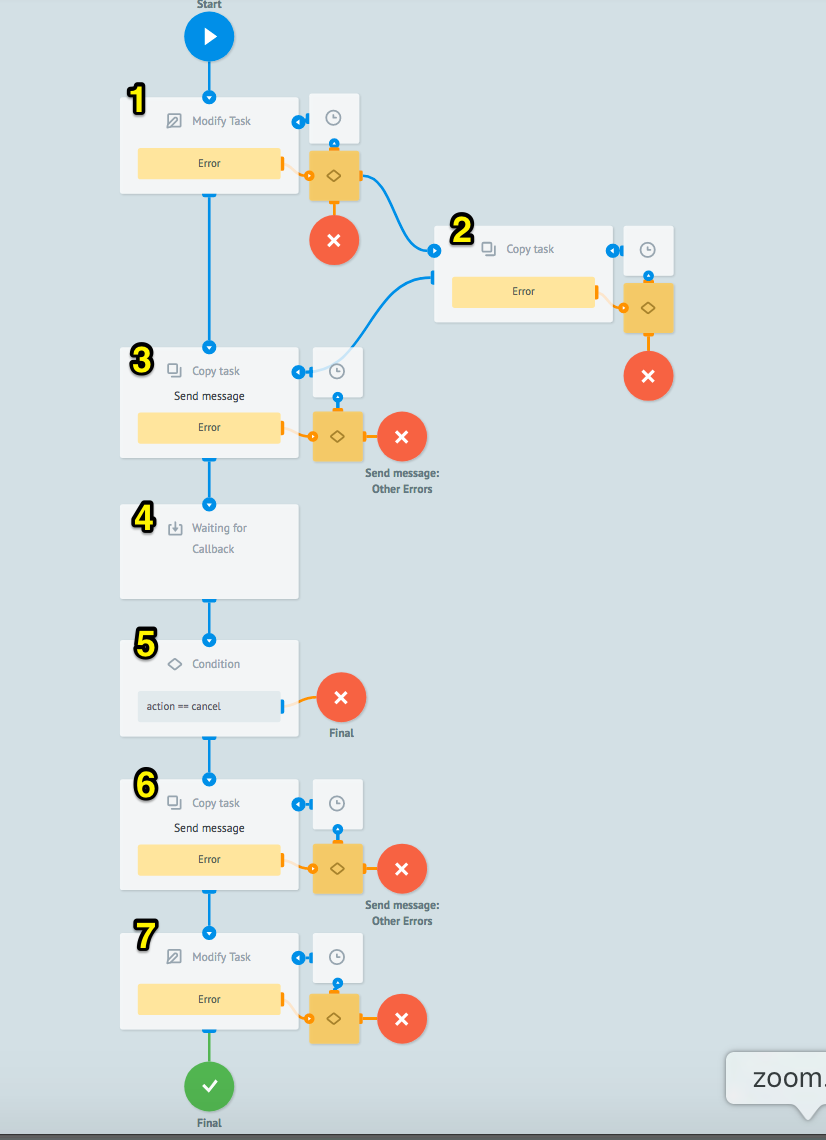 Start
1
Modify Task
Error
2
Copy task
Error
3
Copy task
Send message
Error
Send message:
Other Errors
4
Waiting for
Callback
5
Condition
action == cancel
Final
6
Copy task
Send message
Error
Send message:
Other Errors
7
Modify Task
Error
Final
zoom.